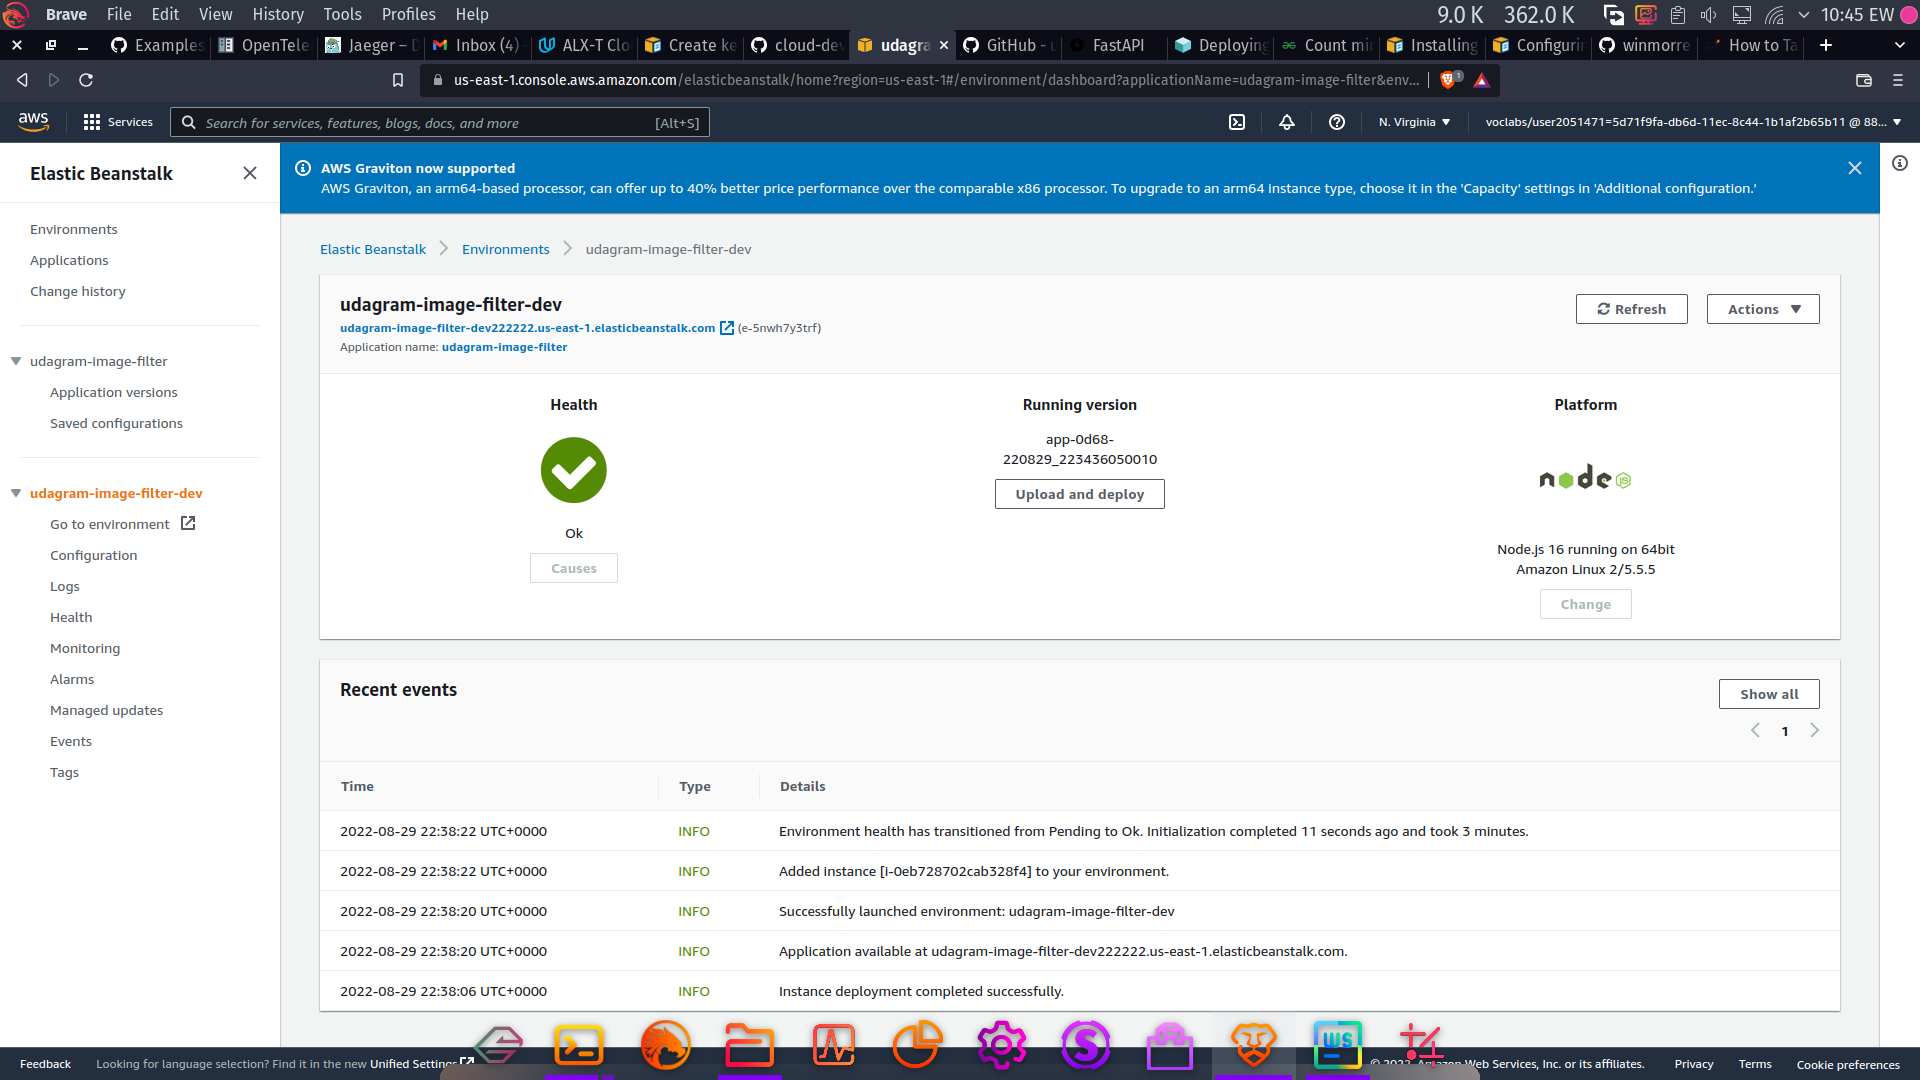 Brave File Edit View History Tools Profiles Help 9.0 K 362.0 K 10:45 EW
Examples OpenTele Jaeger – D Inbox (4) ALX-T Clo Create ke cloud-dev udagra GitHub - u FastAPI Deploying Count mi Installing Configurin winmorre How to Ta
us-east-1.console.aws.amazon.com/elasticbeanstalk/home?region=us-east-1#/environment/dashboard?applicationName=udagram-image-filter&env... 1
aws Services Search for services, features, blogs, docs, and more [Alt+S] N. Virginia voclabs/user2051471=5d71f9fa-db6d-11ec-8c44-1b1af2b65b11 @ 88...
Elastic Beanstalk
Environments
Applications
Change history
udagram-image-filter
Application versions
Saved configurations
udagram-image-filter-dev
Go to environment
Configuration
Logs
Health
Monitoring
Alarms
Managed updates
Events
Tags
AWS Graviton now supported
AWS Graviton, an arm64-based processor, can offer up to 40% better price performance over the comparable x86 processor. To upgrade to an arm64 instance type, choose it in the 'Capacity' settings in 'Additional configuration.'
Elastic Beanstalk Environments udagram-image-filter-dev
udagram-image-filter-dev
udagram-image-filter-dev222222.us-east-1.elasticbeanstalk.com (e-5nwh7y3trf)
Application name: udagram-image-filter
Refresh Actions
Health
Ok
Causes
Running version
app-0d68-
220829_223436050010
Upload and deploy
Platform
node JS
Node.js 16 running on 64bit
Amazon Linux 2/5.5.5
Change
Recent events
Show all
1
Time Type Details
2022-08-29 22:38:22 UTC+0000 INFO Environment health has transitioned from Pending to Ok. Initialization completed 11 seconds ago and took 3 minutes.
2022-08-29 22:38:22 UTC+0000 INFO Added instance [i-0eb728702cab328f4] to your environment.
2022-08-29 22:38:20 UTC+0000 INFO Successfully launched environment: udagram-image-filter-dev
2022-08-29 22:38:20 UTC+0000 INFO Application available at udagram-image-filter-dev222222.us-east-1.elasticbeanstalk.com.
2022-08-29 22:38:06 UTC+0000 INFO Instance deployment completed successfully.
WS
Feedback Looking for language selection? Find it in the new Unified Settings © 2022, Amazon Web Services, Inc. or its affiliates. Privacy Terms Cookie preferences